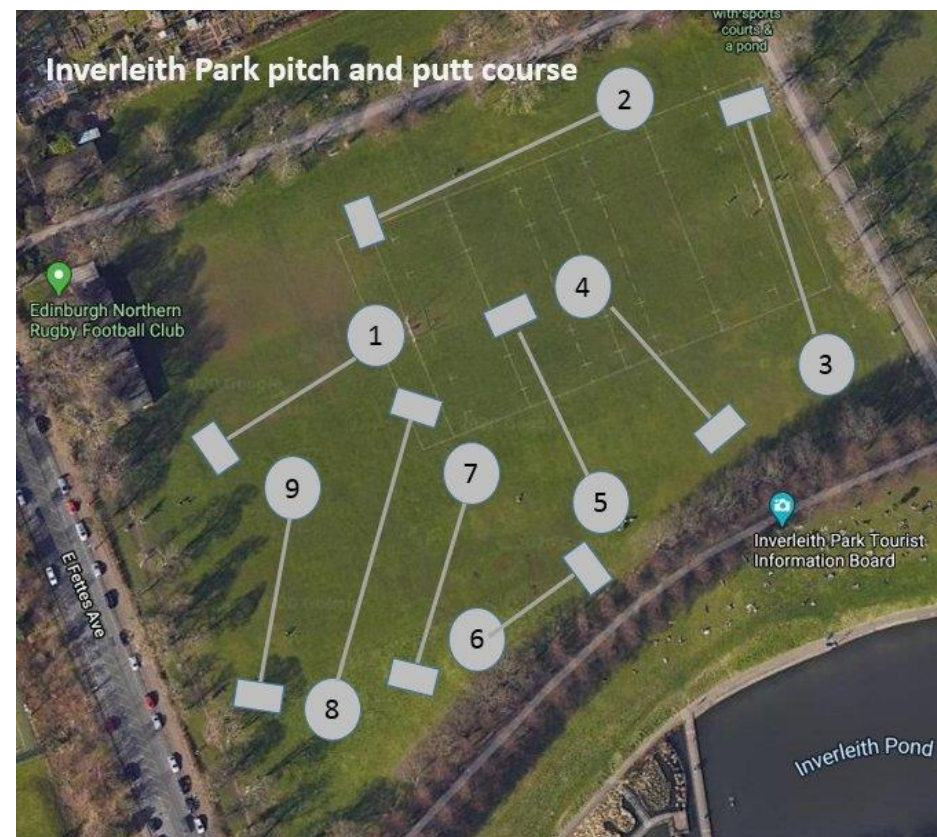 with sports
courts &
a pond
Inverleith Park pitch and putt course
2
4
1
3
Edinburgh Northern
Rugby Football Club
9
7
5
Inverleith Park Tourist
Information Board
E Fettes Ave
6
8
Inverleith Pond